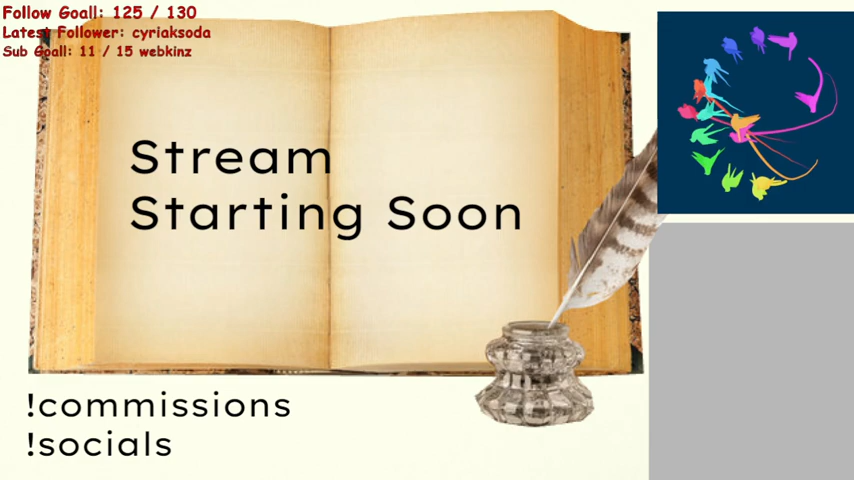 Follow Goall: 125 / 130
Latest Follower: cyriaksoda
Sub Goall: 11 / 15 webkinz
Stream
Starting Soon
!commissions
!socials